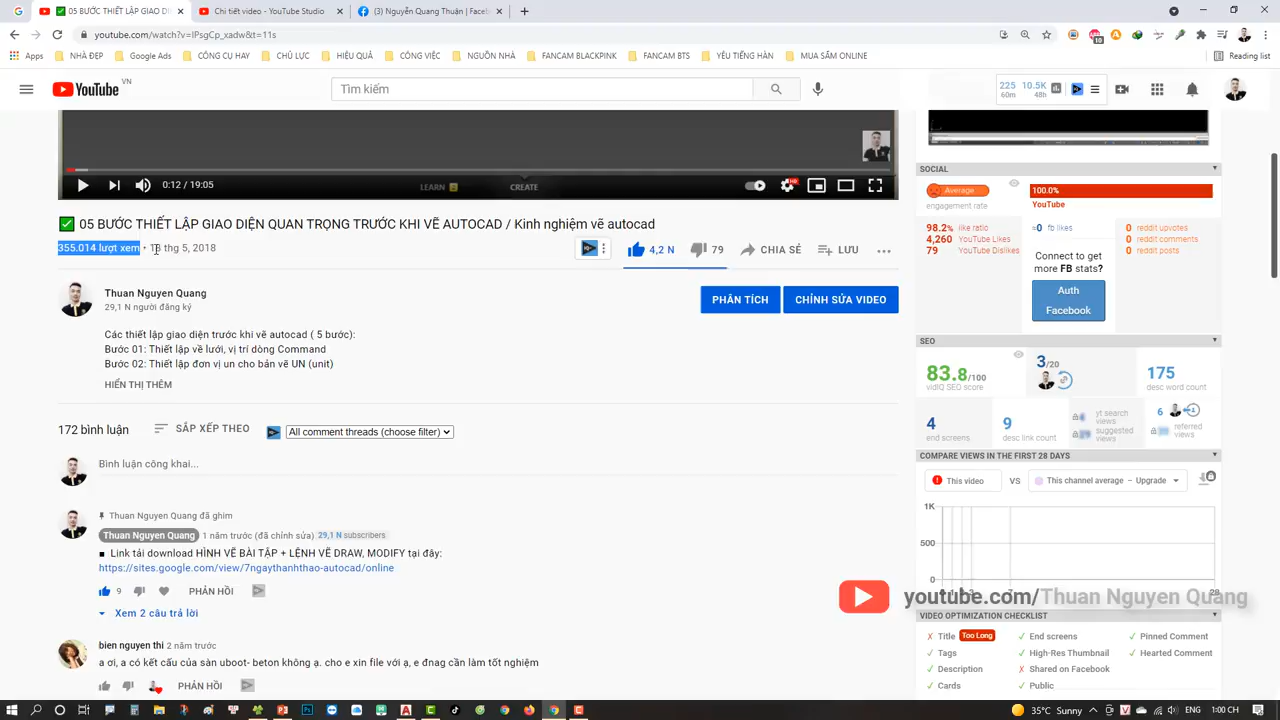 05 BƯỚC THIẾT LẬP GIAO DIỆN
Chi tiết video - YouTube Studio
(3) Nguyễn Quang Thuận / Faceb
youtube.com/watch?v=IPsgCp_xadw&t=11s
Apps
NHÀ ĐẸP
Google Ads
CÔNG CỤ HAY
CHỦ LỰC
HIỆU QUẢ
CÔNG VIỆC
NGUỒN NHÀ
FANCAM BLACKPINK
FANCAM BTS
YÊU TIẾNG HÀN
MUA SẮM ONLINE
Reading list
YouTube VN
Tìm kiếm
225 10.5K
60m 48h
0:12 / 19:05
LEARN
CREATE
HD
05 BƯỚC THIẾT LẬP GIAO DIỆN QUAN TRỌNG TRƯỚC KHI VẼ AUTOCAD / Kinh nghiệm vẽ autocad
355.014 lượt xem
thg 5, 2018
4,2 N
79
CHIA SẺ
LƯU
Thuan Nguyen Quang
29,1 N người đăng ký
PHÂN TÍCH
CHỈNH SỬA VIDEO
Các thiết lập giao diện trước khi vẽ autocad ( 5 bước):
Bước 01: Thiết lập về lưới, vị trí dòng Command
Bước 02: Thiết lập đơn vị un cho bản vẽ UN (unit)
HIỂN THỊ THÊM
172 bình luận
SẮP XẾP THEO
All comment threads (choose filter)
Bình luận công khai...
Thuan Nguyen Quang đã ghim
Thuan Nguyen Quang 1 năm trước (đã chỉnh sửa) 29,1 N subscribers
■ Link tải download HÌNH VẼ BÀI TẬP + LỆNH VẼ DRAW, MODIFY tại đây:
https://sites.google.com/view/7ngaythanhthao-autocad/online
9
PHẢN HỒI
Xem 2 câu trả lời
bien nguyen thi 2 năm trước
a ơi, a có kết cấu của sàn uboot- beton không ạ. cho e xin file với ạ, e đnag cần làm tốt nghiệm
PHẢN HỒI
SOCIAL
Average
engagement rate
100.0%
YouTube
98.2% like ratio
4,260 YouTube Likes
79 YouTube Dislikes
≈0 fb likes
Connect to get
more FB stats?
Auth
Facebook
0 reddit upvotes
0 reddit comments
0 reddit posts
SEO
83.8/100
vidIQ SEO score
3/20
175
desc word count
4
end screens
9
desc link count
yt search
views
suggested
views
6
referred
views
COMPARE VIEWS IN THE FIRST 28 DAYS
This video
VS
This channel average – Upgrade
1K
500
0
youtube.com/Thuan Nguyen Quang
VIDEO OPTIMIZATION CHECKLIST
✗ Title Too Long
✓ End screens
✓ Pinned Comment
✓ Tags
✓ High-Res Thumbnail
✓ Hearted Comment
✓ Description
✗ Shared on Facebook
✓ Cards
✓ Public
35°C Sunny
ENG
1:00 CH